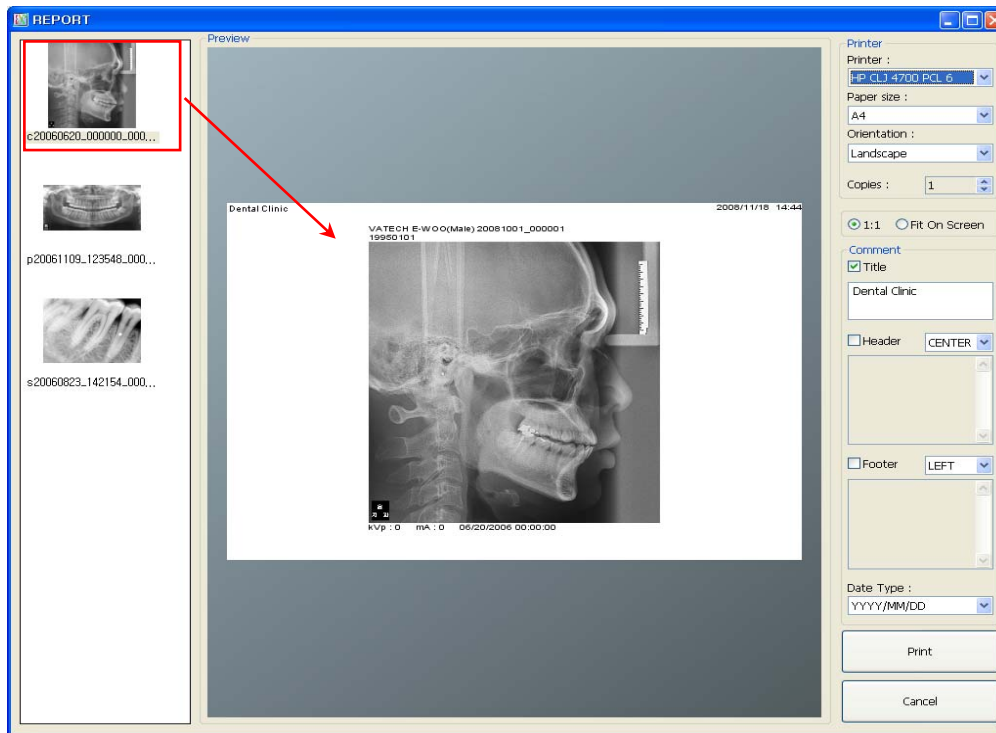 REPORT
c20060620_000000_000...
p20061109_123548_000...
s20060823_142154_000...
Preview
Dental Clinic
2008/11/18 14:44
VATECH E-WOO(Male) 20081001_000001
19950101
kVp : 0 mA : 0 06/20/2006 00:00:00
Printer
Printer :
HP CLJ 4700 PCL 6
Paper size :
A4
Orientation :
Landscape
Copies :
1
1:1
Fit On Screen
Comment
Title
Dental Clinic
Header
CENTER
Footer
LEFT
Date Type :
YYYY/MM/DD
Print
Cancel